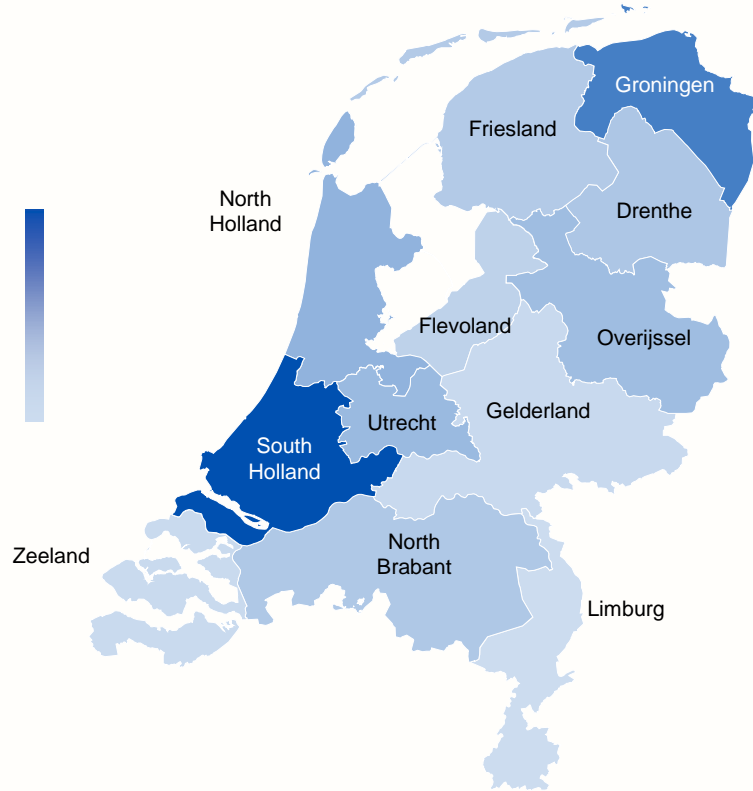 Groningen
Friesland
North
Holland
Drenthe
Flevoland
Overijssel
Gelderland
Utrecht
South
Holland
North
Brabant
Zeeland
Limburg